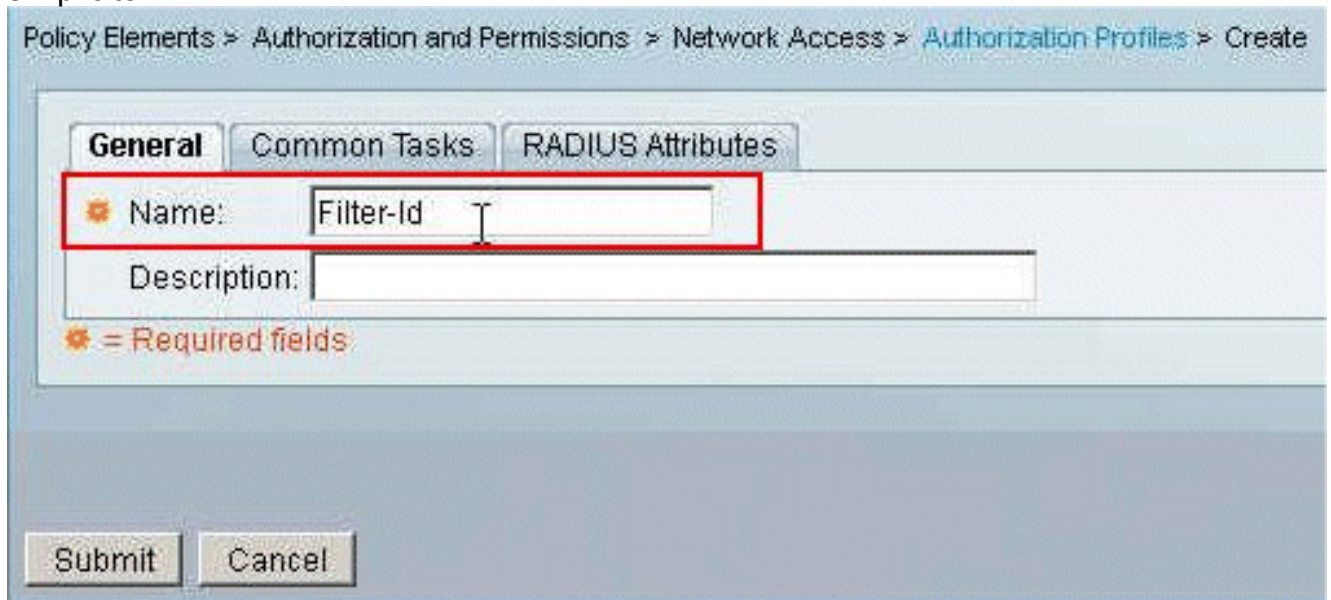 Policy Elements > Authorization and Permissions > Network Access > Authorization Profiles > Create
General Common Tasks RADIUS Attributes
Name: Filter-Id
Description:
= Required fields
Submit Cancel